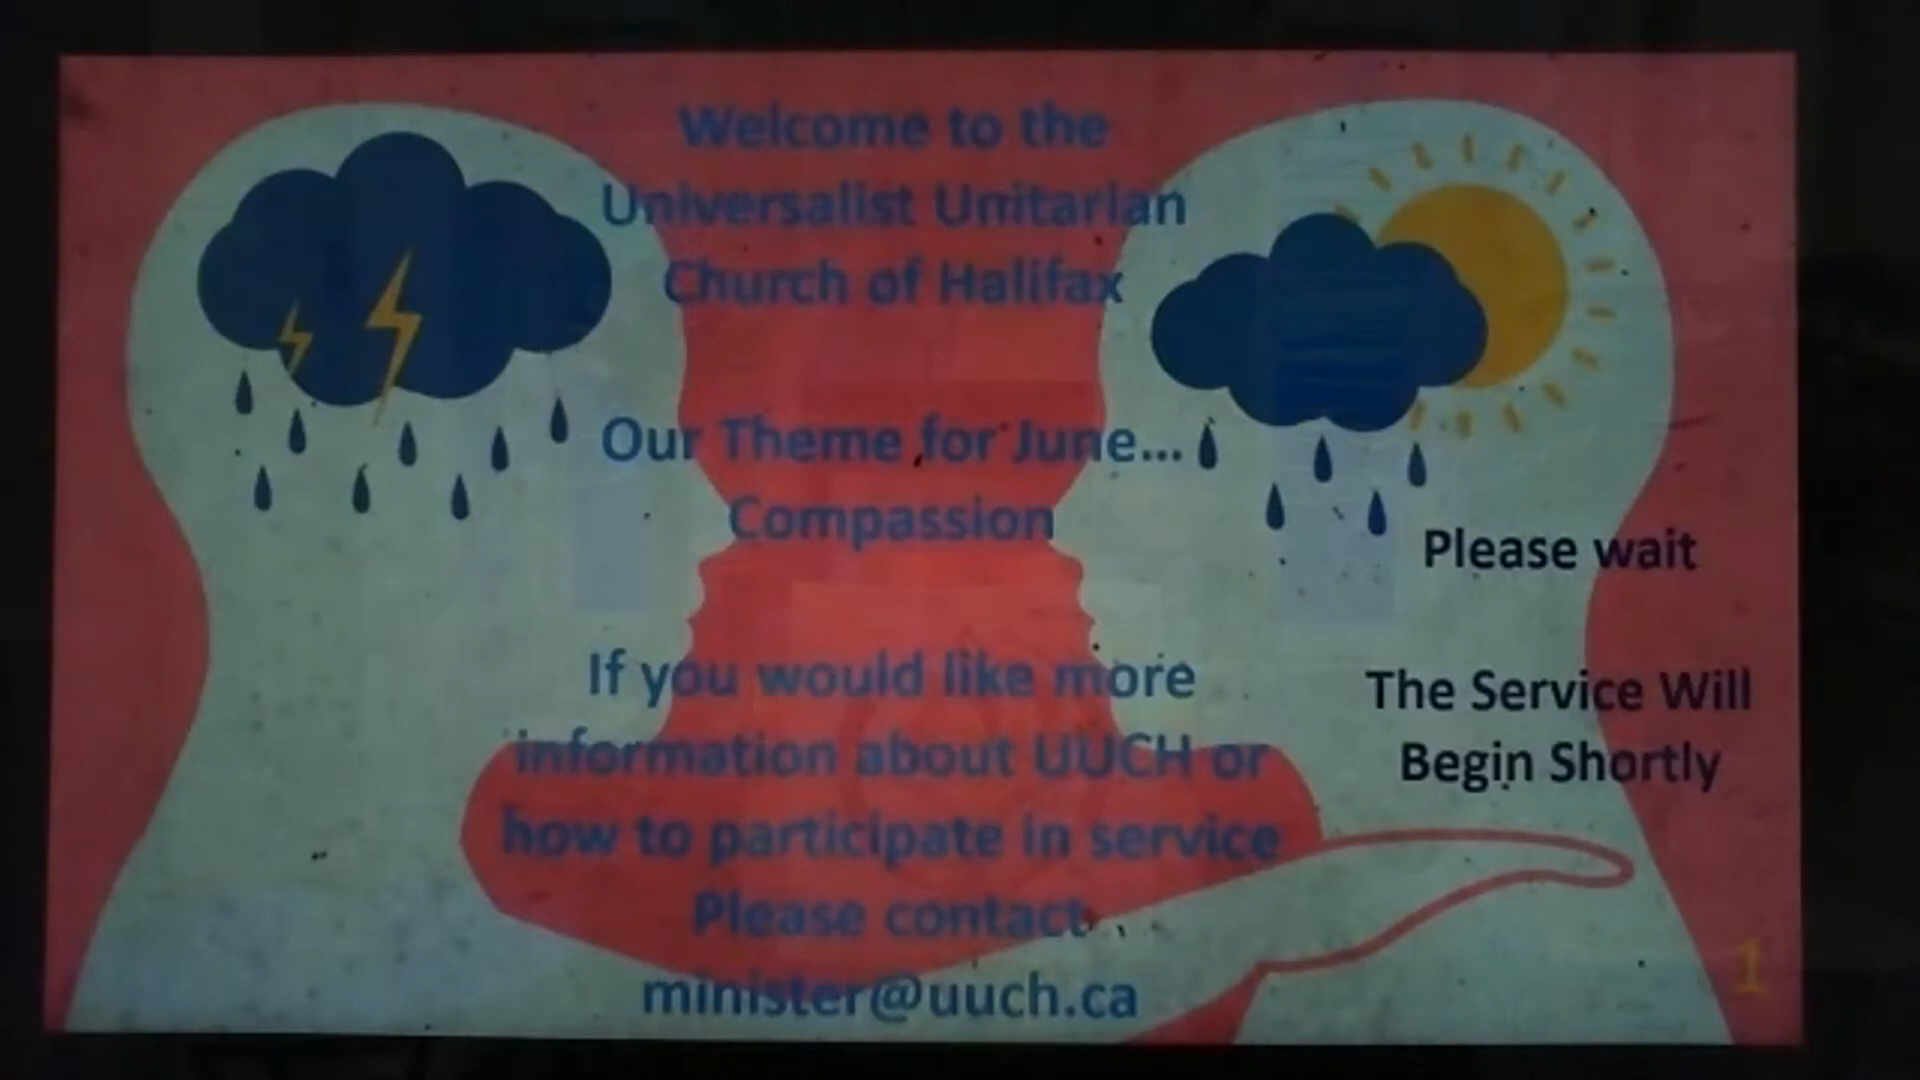 Welcome to the
Universalist Unitarian
Church of Halifax
Our Theme for June...
Compassion
If you would like more
information about UUCH or
how to participate in service
Please contact
minister@uuch.ca
Please wait
The Service Will
Begin Shortly
1